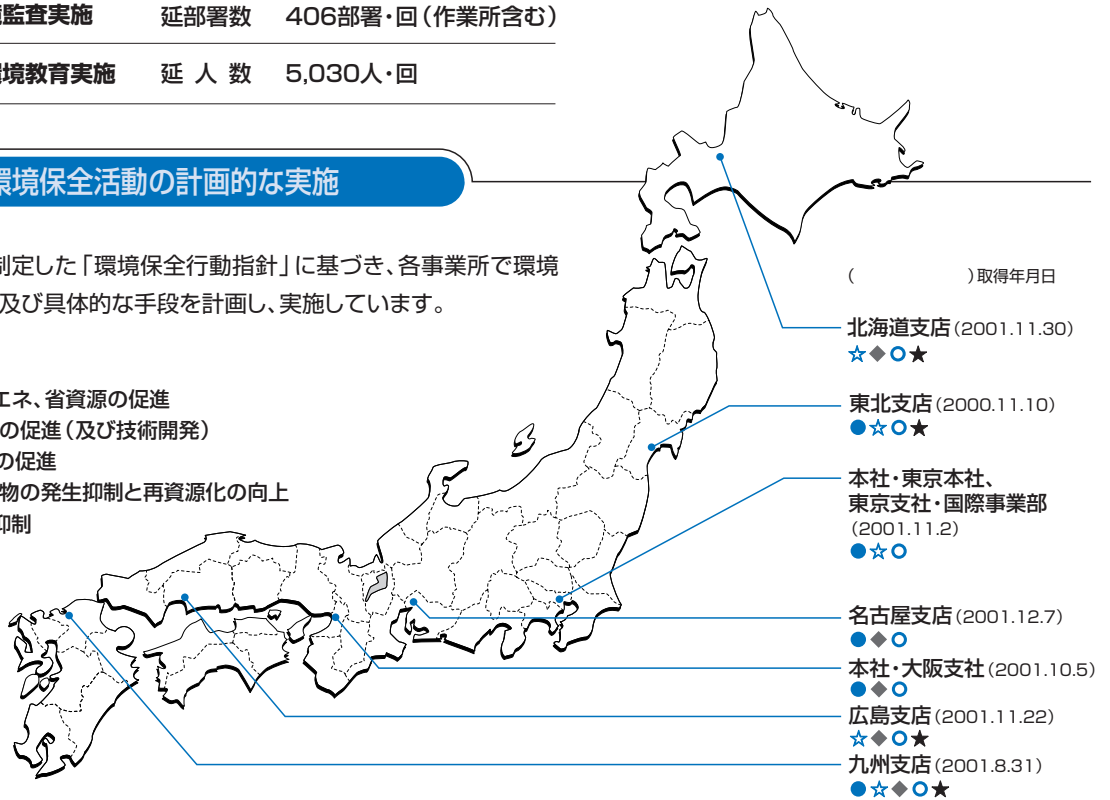 境監査実施 延部署数 406部署・回(作業所含む)
環境教育実施 延人数 5,030人・回
環境保全活動の計画的な実施
制定した「環境保全行動指針」に基づき、各事業所で環境
及び具体的な手段を計画し、実施しています。
エネ、省資源の促進
の促進(及び技術開発)
の促進
物の発生抑制と再資源化の向上
抑制
( )取得年月日
北海道支店(2001.11.30)
☆◆○★
東北支店(2000.11.10)
●☆○★
本社・東京本社、
東京支社・国際事業部
(2001.11.2)
●☆○
名古屋支店(2001.12.7)
●◆○
本社・大阪支社(2001.10.5)
●◆○
広島支店(2001.11.22)
☆◆○★
九州支店(2001.8.31)
●☆◆○★